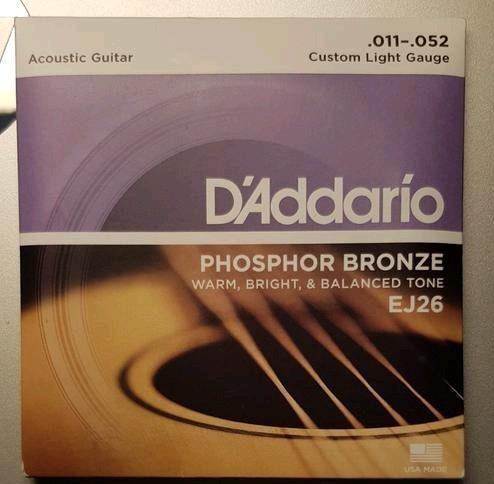 Acoustic Guitar
.011–.052
Custom Light Gauge
D'Addario
PHOSPHOR BRONZE
WARM, BRIGHT, & BALANCED TONE
EJ26
USA MADE